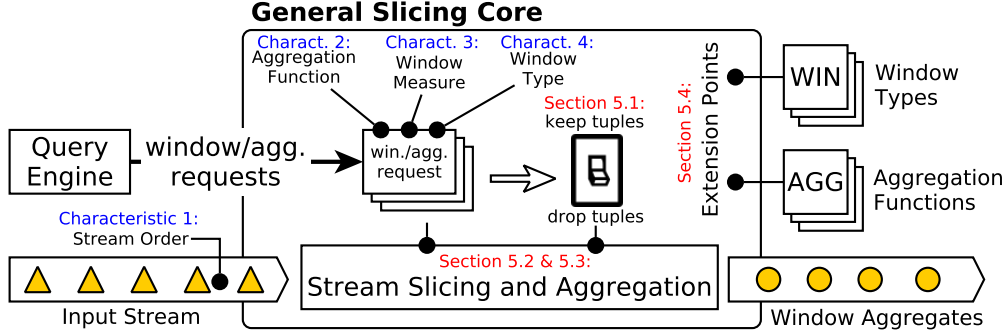 General Slicing Core
Charact. 2:
Aggregation
Function
Charact. 3:
Window
Measure
Charact. 4:
Window
Type
Section 5.1:
keep tuples
drop tuples
Section 5.4:
Extension Points
WIN
Window
Types
AGG
Aggregation
Functions
Query
Engine
window/agg.
requests
win./agg.
request
Characteristic 1:
Stream Order
Input Stream
Section 5.2 & 5.3:
Stream Slicing and Aggregation
Window Aggregates